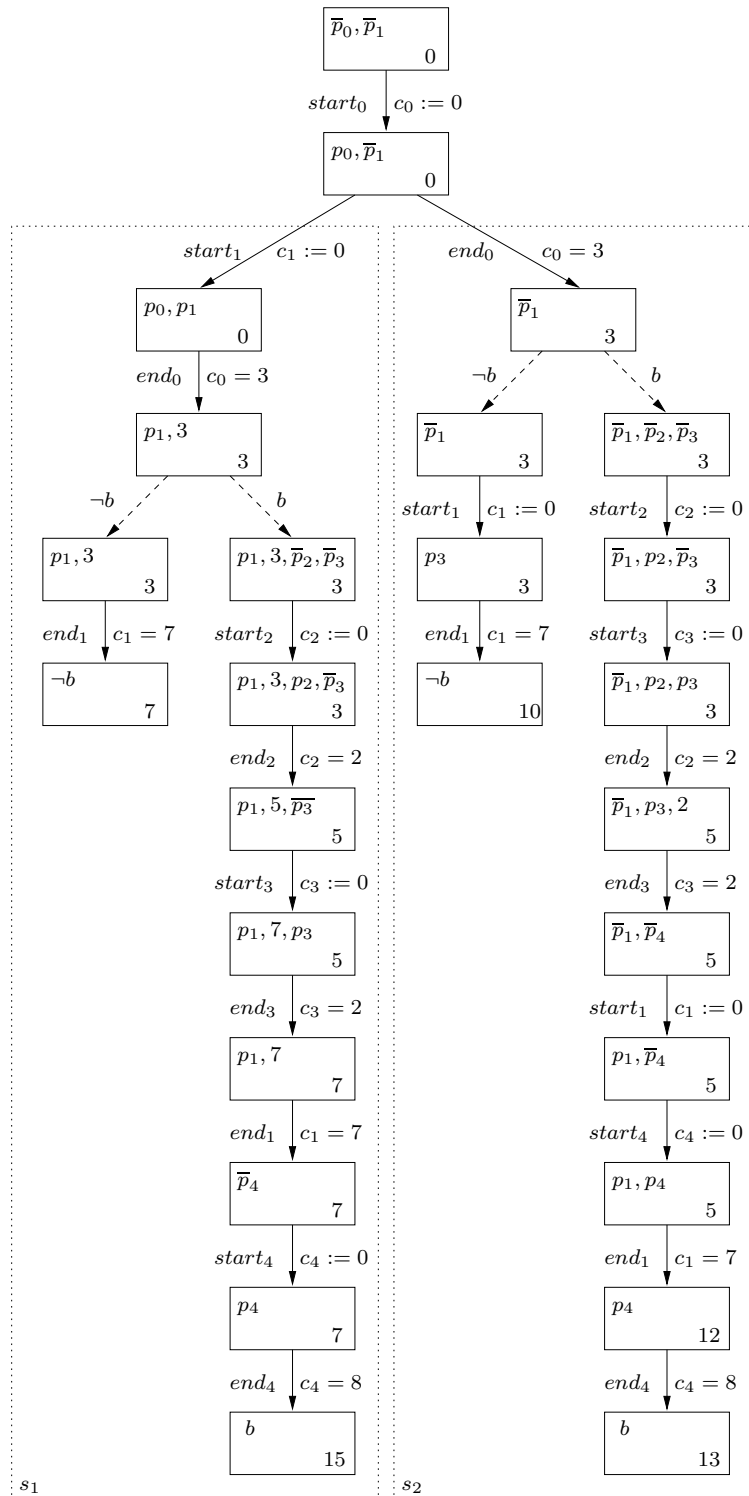 p̅₀, p̅₁
0
start₀ c₀ := 0
p₀, p̅₁
0
start₁ c₁ := 0
p₀, p₁
0
end₀ c₀ = 3
p₁, 3
3
¬b b
p₁, 3
3
end₁ c₁ = 7
¬b
7
p₁, 3, p̅₂, p̅₃
3
start₂ c₂ := 0
p₁, 3, p₂, p̅₃
3
end₂ c₂ = 2
p₁, 5, p̅₃
5
start₃ c₃ := 0
p₁, 7, p₃
5
end₃ c₃ = 2
p₁, 7
7
end₁ c₁ = 7
p̅₄
7
start₄ c₄ := 0
p₄
7
end₄ c₄ = 8
b
15
s₁
end₀ c₀ = 3
p̅₁
3
¬b b
p̅₁
3
start₁ c₁ := 0
p₃
3
end₁ c₁ = 7
¬b
10
p̅₁, p̅₂, p̅₃
3
start₂ c₂ := 0
p̅₁, p₂, p̅₃
3
start₃ c₃ := 0
p̅₁, p₂, p₃
3
end₂ c₂ = 2
p̅₁, p₃, 2
5
end₃ c₃ = 2
p̅₁, p̅₄
5
start₁ c₁ := 0
p₁, p̅₄
5
start₄ c₄ := 0
p₁, p₄
5
end₁ c₁ = 7
p₄
12
end₄ c₄ = 8
b
13
s₂